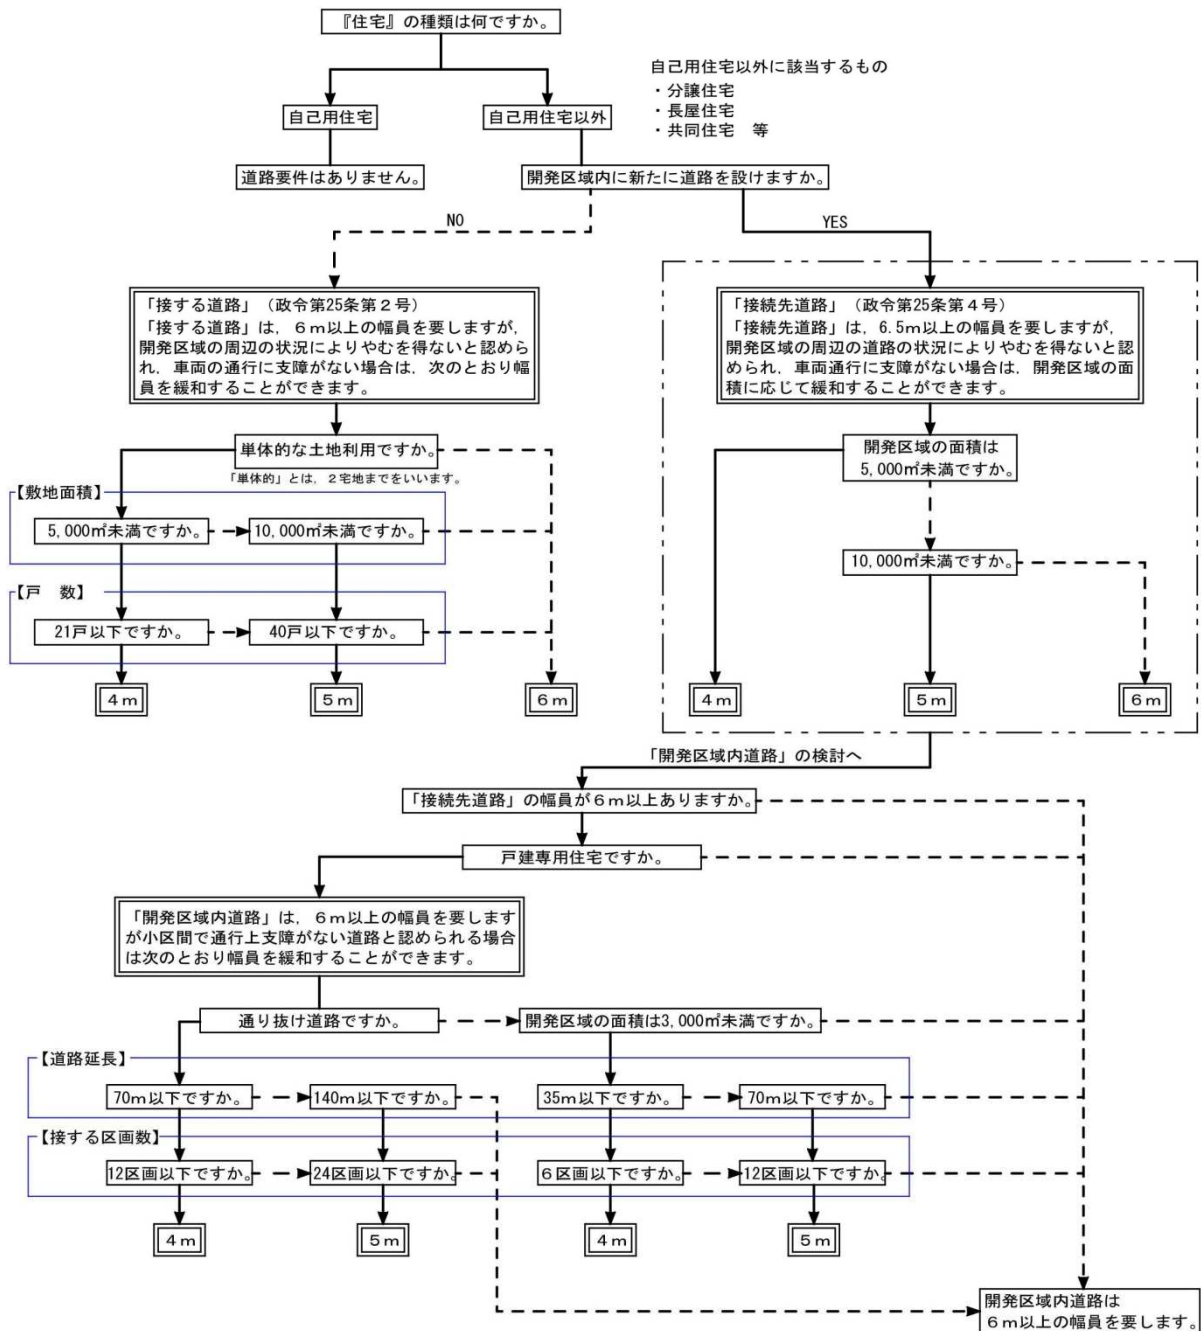 『住宅』の種類は何ですか。
自己用住宅以外に該当するもの
・分譲住宅
・長屋住宅
・共同住宅　等
自己用住宅
自己用住宅以外
道路要件はありません。
開発区域内に新たに道路を設けますか。
NO
YES
「接する道路」（政令第25条第２号）
「接する道路」は，６ｍ以上の幅員を要しますが，
開発区域の周辺の状況によりやむを得ないと認めら
れ，車両の通行に支障がない場合は，次のとおり幅
員を緩和することができます。
「接続先道路」（政令第25条第４号）
「接続先道路」は，6.5ｍ以上の幅員を要しますが，
開発区域の周辺の道路の状況によりやむを得ないと認
められ，車両通行に支障がない場合は，開発区域の面
積に応じて緩和することができます。
単体的な土地利用ですか。
「単体的」とは，２宅地までをいいます。
【敷地面積】
5,000㎡未満ですか。
10,000㎡未満ですか。
【戸　数】
21戸以下ですか。
40戸以下ですか。
４ｍ
５ｍ
６ｍ
開発区域の面積は
5,000㎡未満ですか。
10,000㎡未満ですか。
４ｍ
５ｍ
６ｍ
「開発区域内道路」の検討へ
「接続先道路」の幅員が６ｍ以上ありますか。
戸建専用住宅ですか。
「開発区域内道路」は，６ｍ以上の幅員を要します
が小区間で通行上支障がない道路と認められる場合
は次のとおり幅員を緩和することができます。
通り抜け道路ですか。
開発区域の面積は3,000㎡未満ですか。
【道路延長】
70ｍ以下ですか。
140ｍ以下ですか。
35ｍ以下ですか。
70ｍ以下ですか。
【接する区画数】
12区画以下ですか。
24区画以下ですか。
６区画以下ですか。
12区画以下ですか。
４ｍ
５ｍ
４ｍ
５ｍ
開発区域内道路は
６ｍ以上の幅員を要します。